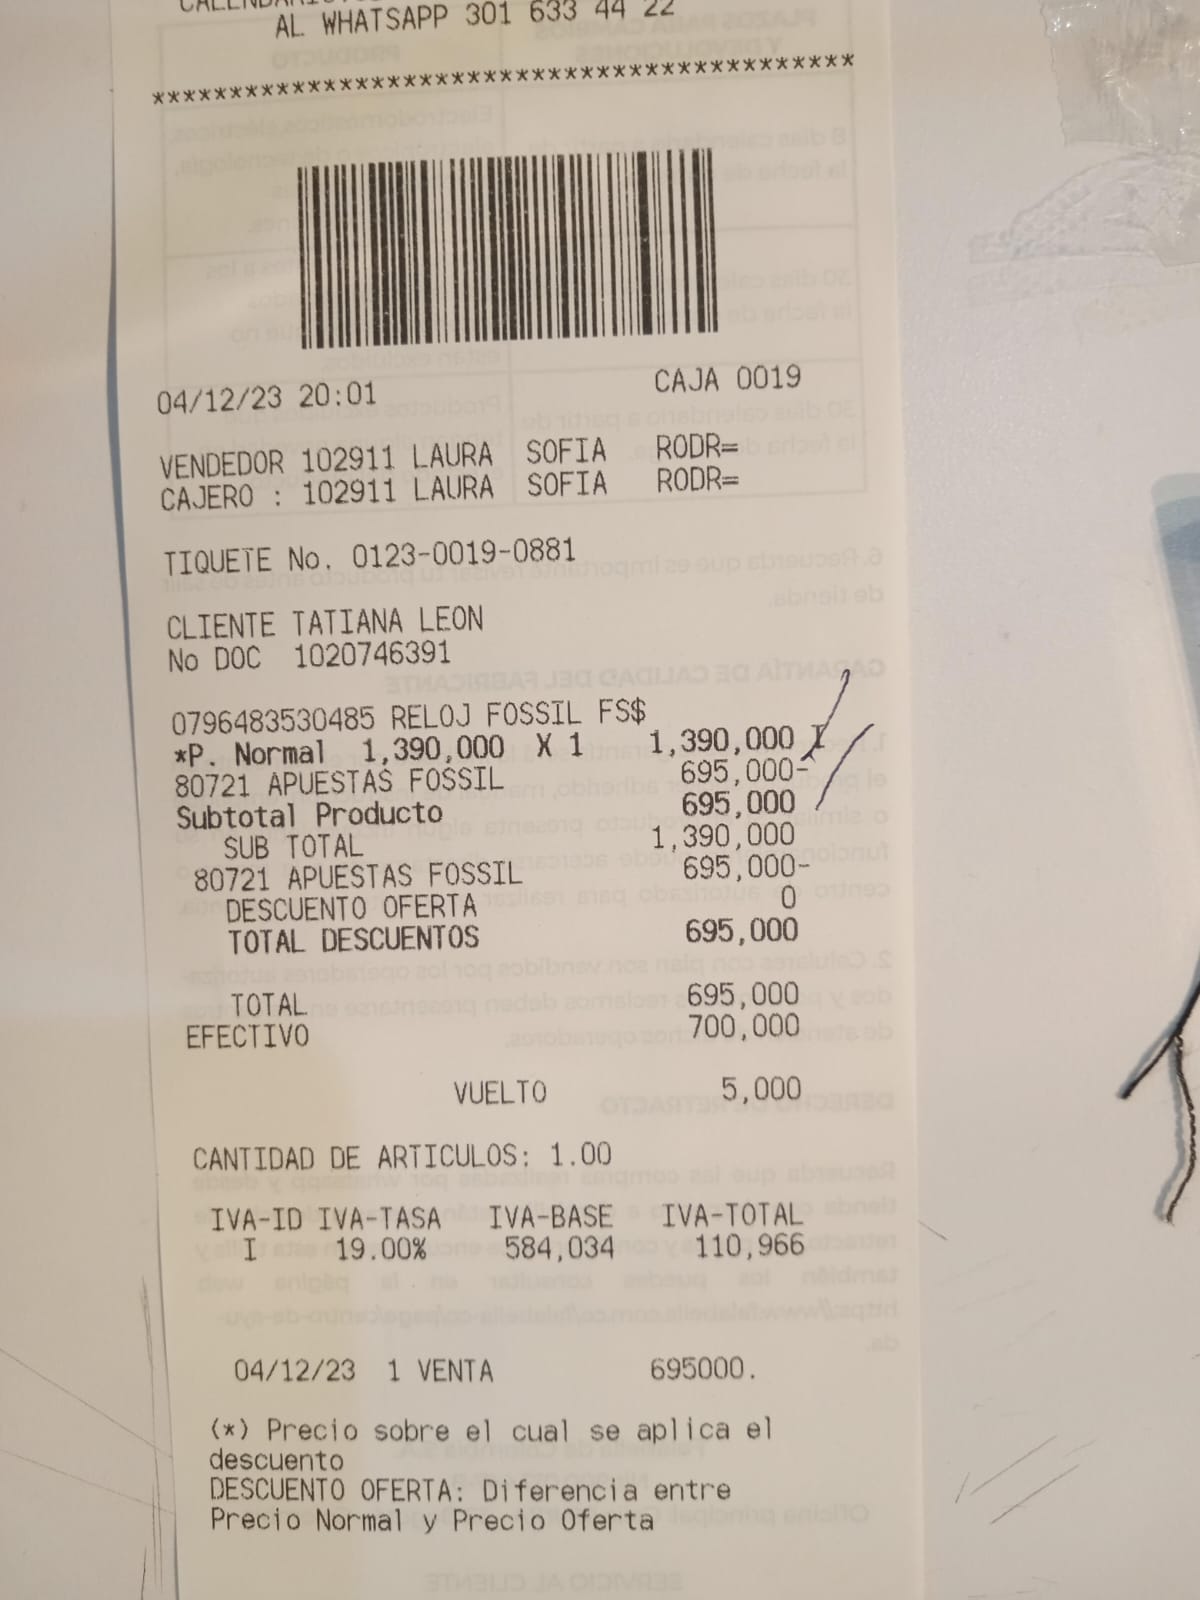 AL WHATSAPP 301 633 44 22
*********************************************
04/12/23 20:01 CAJA 0019
VENDEDOR 102911 LAURA SOFIA RODR=
CAJERO : 102911 LAURA SOFIA RODR=
TIQUETE No. 0123-0019-0881
CLIENTE TATIANA LEON
No DOC 1020746391
0796483530485 RELOJ FOSSIL FS$
*P. Normal 1,390,000 X 1 1,390,000 I
80721 APUESTAS FOSSIL 695,000-
Subtotal Producto 695,000
SUB TOTAL 1,390,000
80721 APUESTAS FOSSIL 695,000-
DESCUENTO OFERTA 0
TOTAL DESCUENTOS 695,000
TOTAL 695,000
EFECTIVO 700,000
VUELTO 5,000
CANTIDAD DE ARTICULOS: 1.00
IVA-ID IVA-TASA IVA-BASE IVA-TOTAL
I 19.00% 584,034 110,966
04/12/23 1 VENTA 695000.
(*) Precio sobre el cual se aplica el
descuento
DESCUENTO OFERTA: Diferencia entre
Precio Normal y Precio Oferta